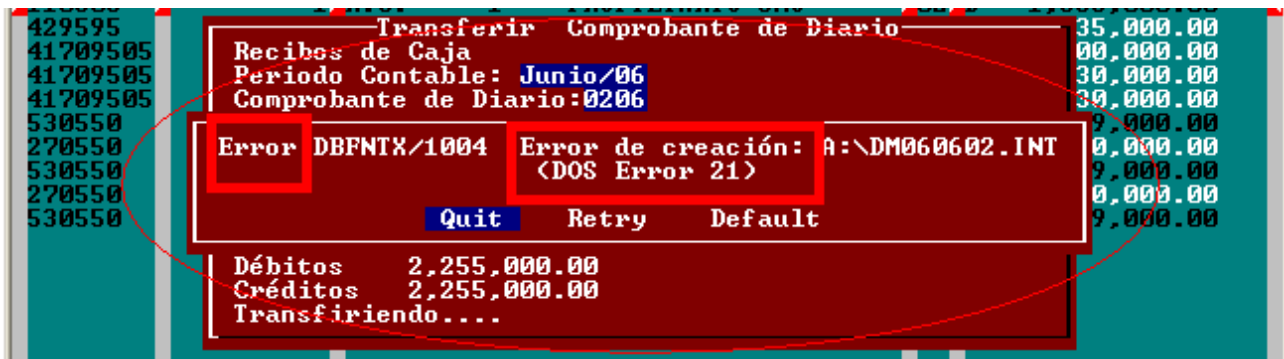 Transferir Comprobante de Diario
429595 Recibos de Caja 35,000.00
41709505 Periodo Contable: Junio/06 00,000.00
41709505 Comprobante de Diario:0206 30,000.00
41709505 30,000.00
530550 9,000.00
270550 Error DBFNTX/1004 Error de creación: A:\DM060602.INT 0,000.00
530550 (DOS Error 21) 9,000.00
270550 0,000.00
530550 Quit Retry Default 9,000.00
Débitos 2,255,000.00
Créditos 2,255,000.00
Transfiriendo....